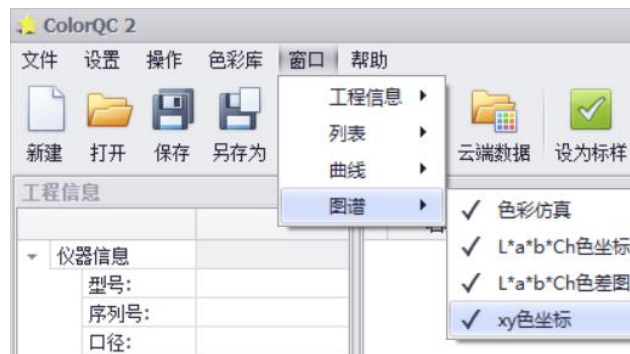 ColorQC 2
文件 设置 操作 色彩库 窗口 帮助
工程信息
列表
曲线
图谱
新建 打开 保存 另存为 云端数据 设为标样
工程信息
色彩仿真
L*a*b*Ch色坐标
L*a*b*Ch色差图
xy色坐标
仪器信息
型号:
序列号:
口径: